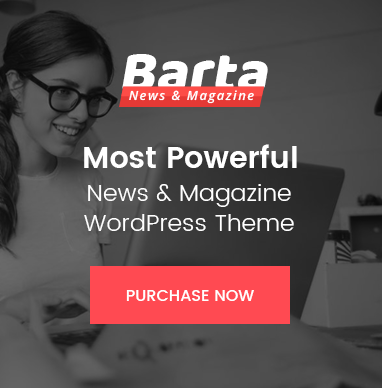 Barta
News & Magazine
Most Powerful
News & Magazine
WordPress Theme
PURCHASE NOW